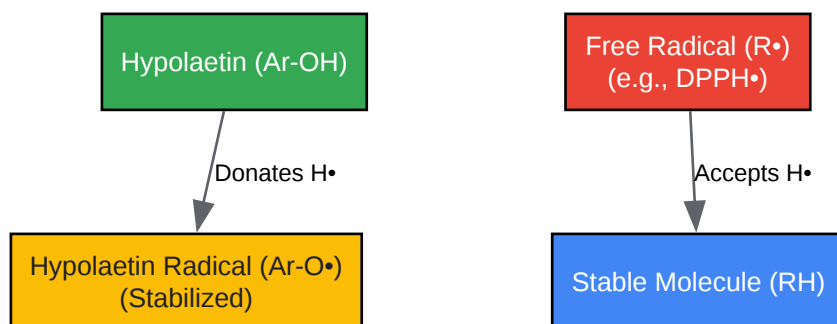 Hypolaetin (Ar-OH)
Free Radical (R•)
(e.g., DPPH•)
Donates H•
Accepts H•
Hypolaetin Radical (Ar-O•)
(Stabilized)
Stable Molecule (RH)